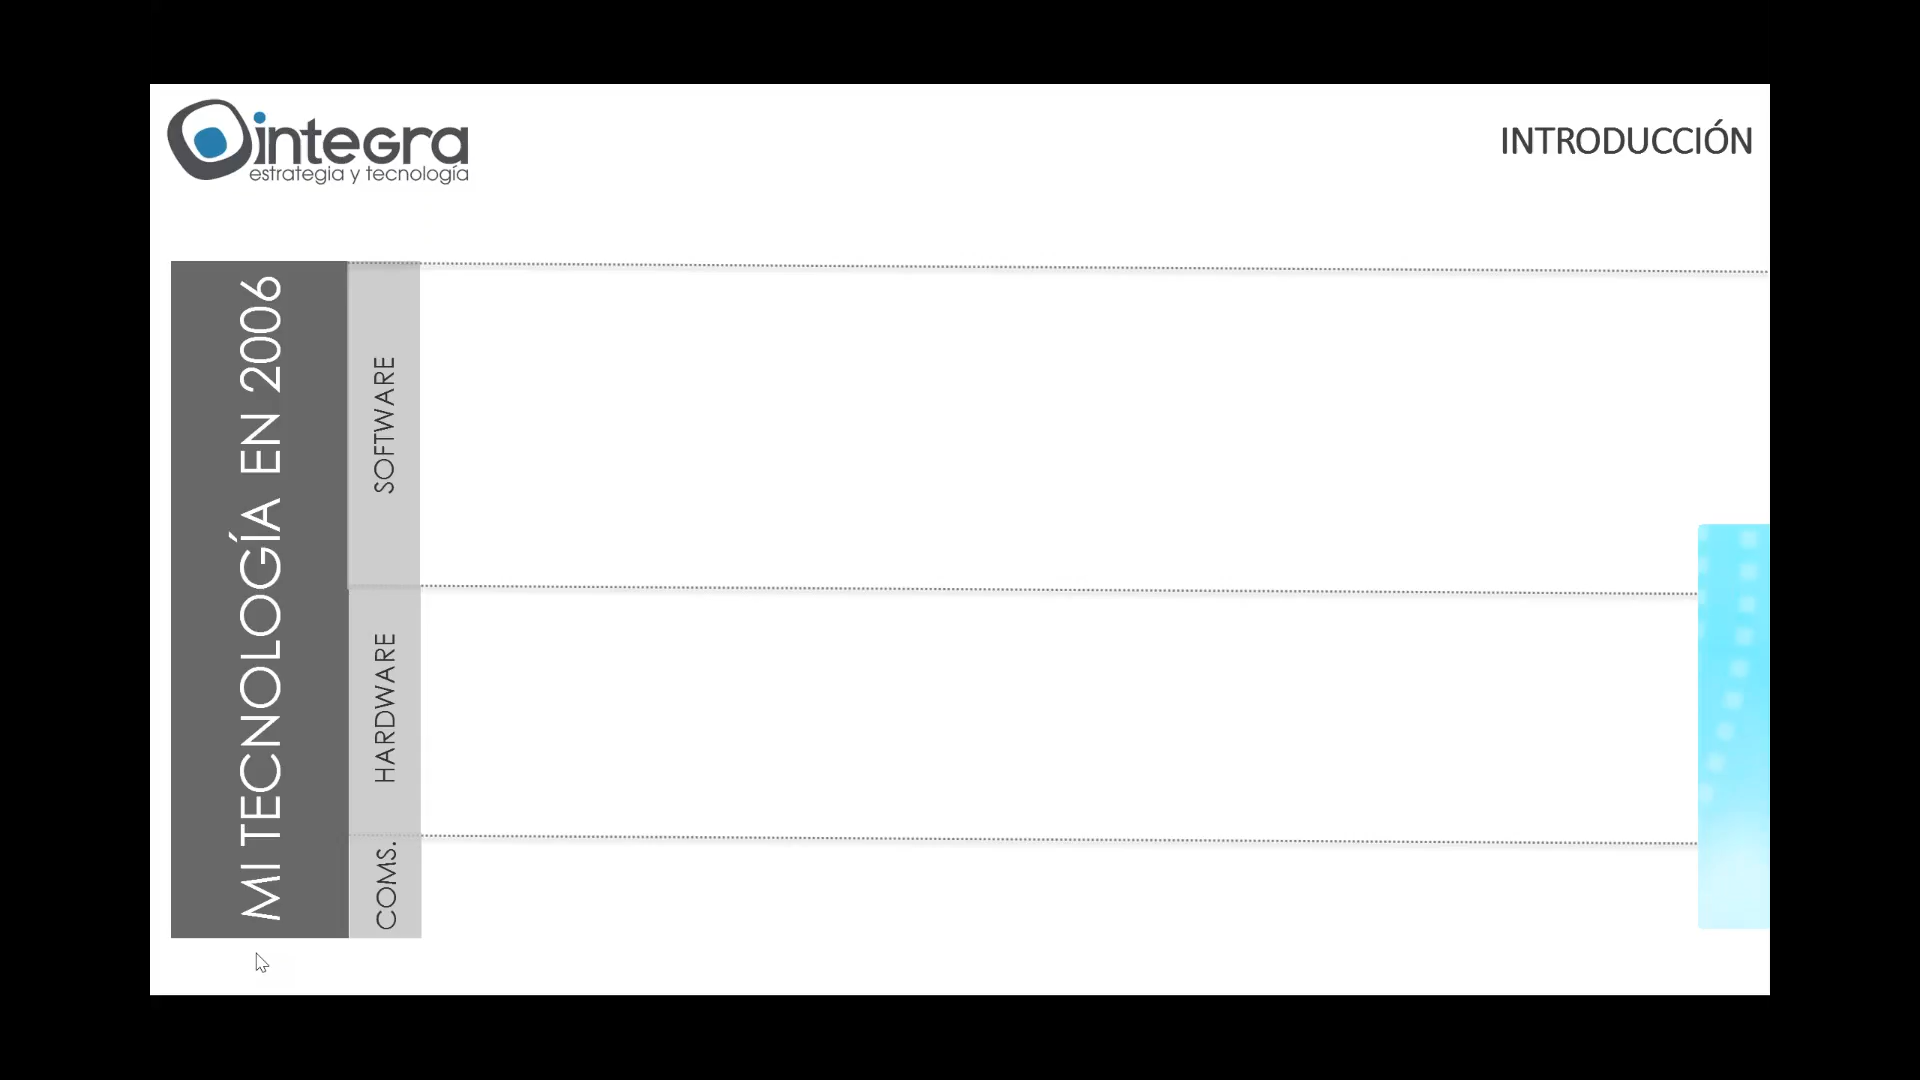 integra
estrategia y tecnología
INTRODUCCIÓN
MI TECNOLOGÍA EN 2006
SOFTWARE
HARDWARE
COMS.